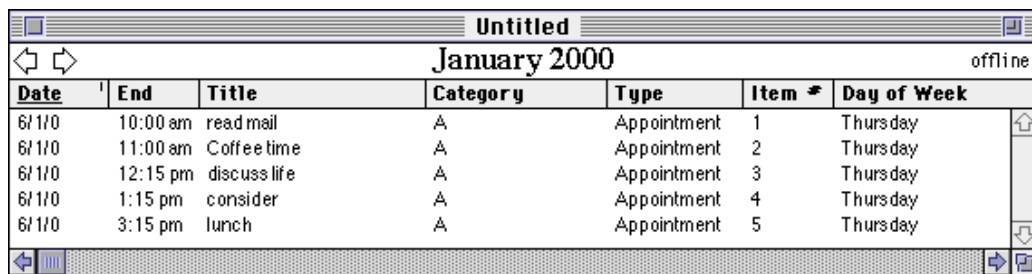 Untitled
January 2000 offline
Date End Title Category Type Item # Day of Week
6/1/0 10:00 am read mail A Appointment 1 Thursday
6/1/0 11:00 am Coffee time A Appointment 2 Thursday
6/1/0 12:15 pm discuss life A Appointment 3 Thursday
6/1/0 1:15 pm consider A Appointment 4 Thursday
6/1/0 3:15 pm lunch A Appointment 5 Thursday